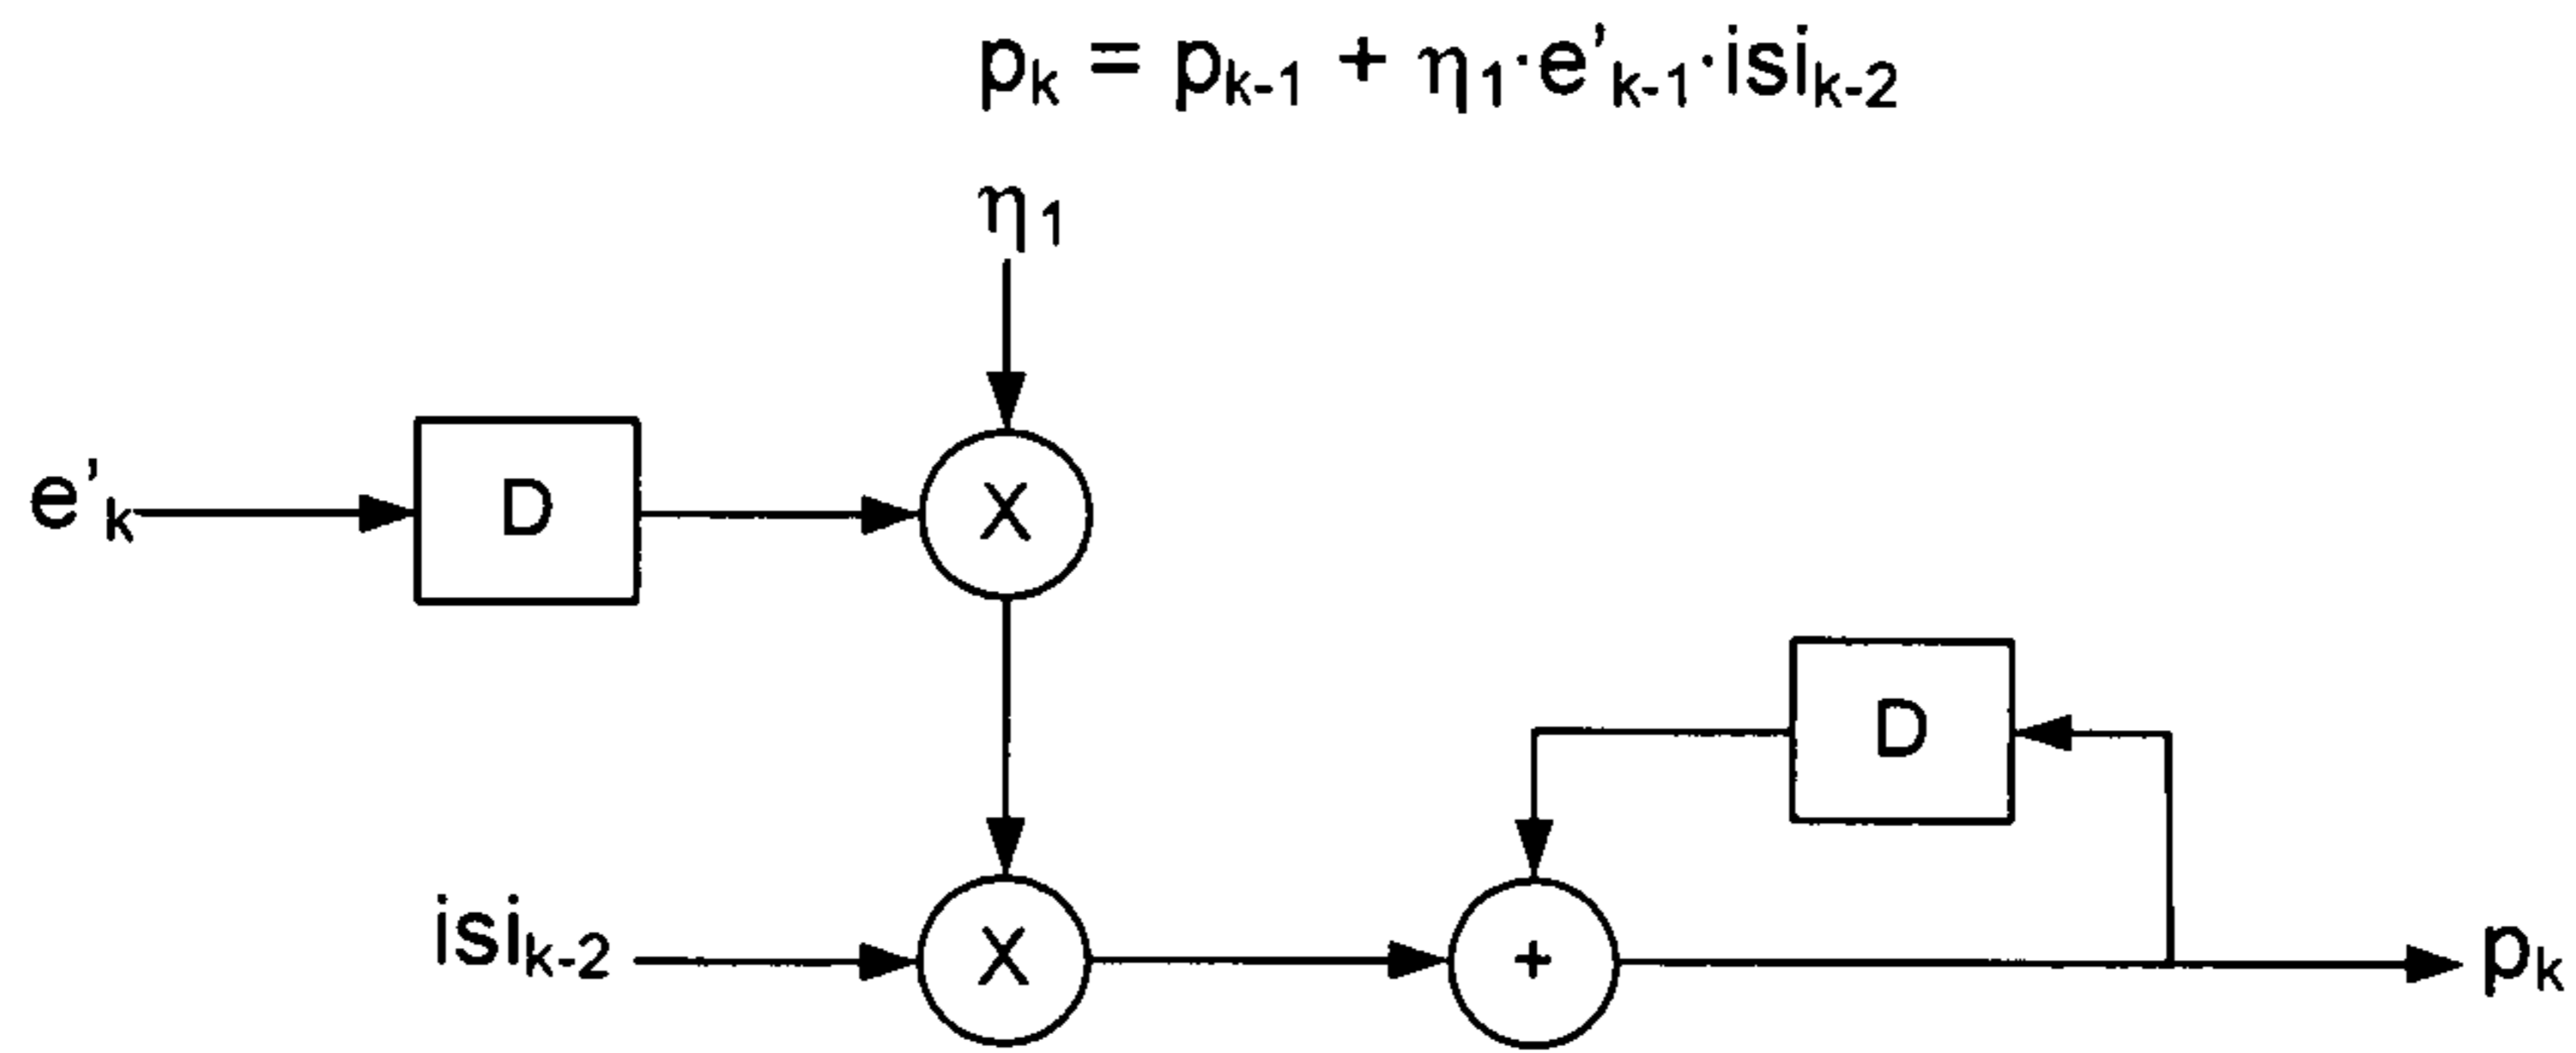 pₖ = pₖ₋₁ + η₁·e’ₖ₋₁·isiₖ₋₂
η₁
e’ₖ
D
X
D
isiₖ₋₂
X
+
pₖ